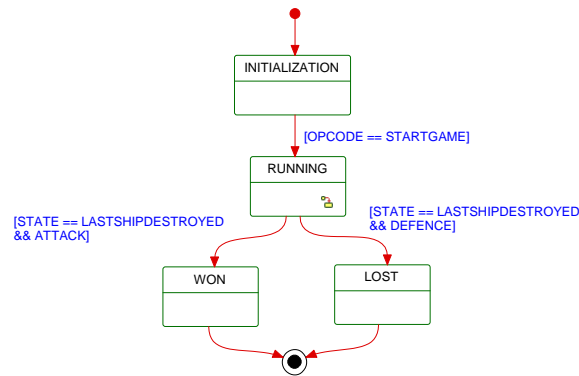 INITIALIZATION
[OPCODE == STARTGAME]
RUNNING
[STATE == LASTSHIPDESTROYED
&& ATTACK]
[STATE == LASTSHIPDESTROYED
&& DEFENCE]
WON
LOST